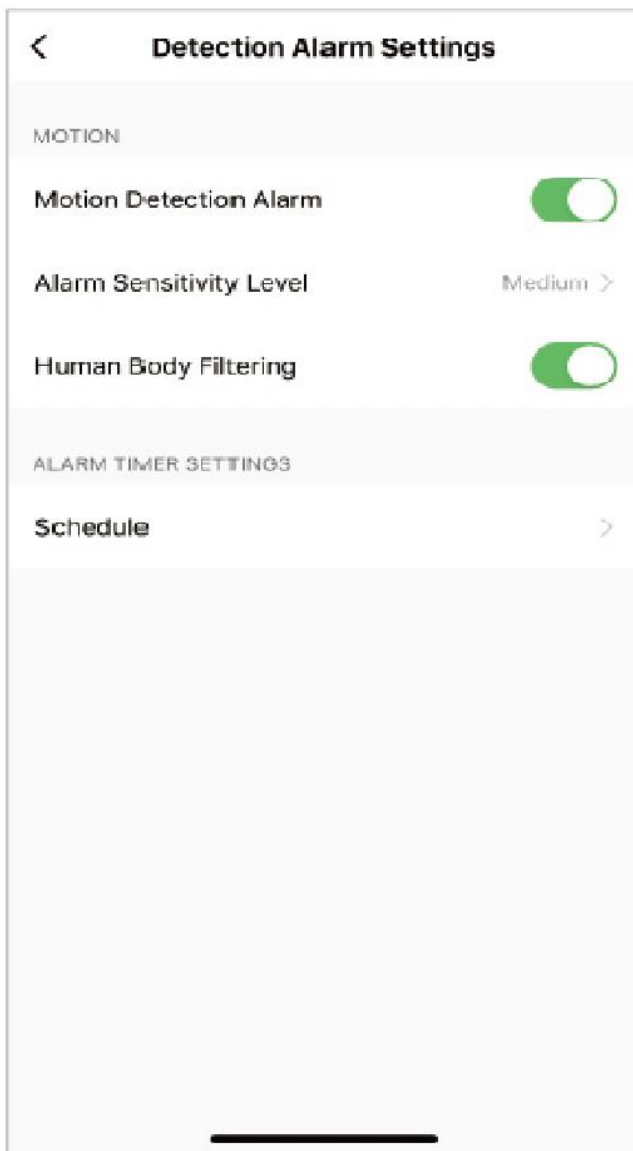 Detection Alarm Settings
MOTION
Motion Detection Alarm
Alarm Sensitivity Level Medium
Human Body Filtering
ALARM TIMER SETTINGS
Schedule